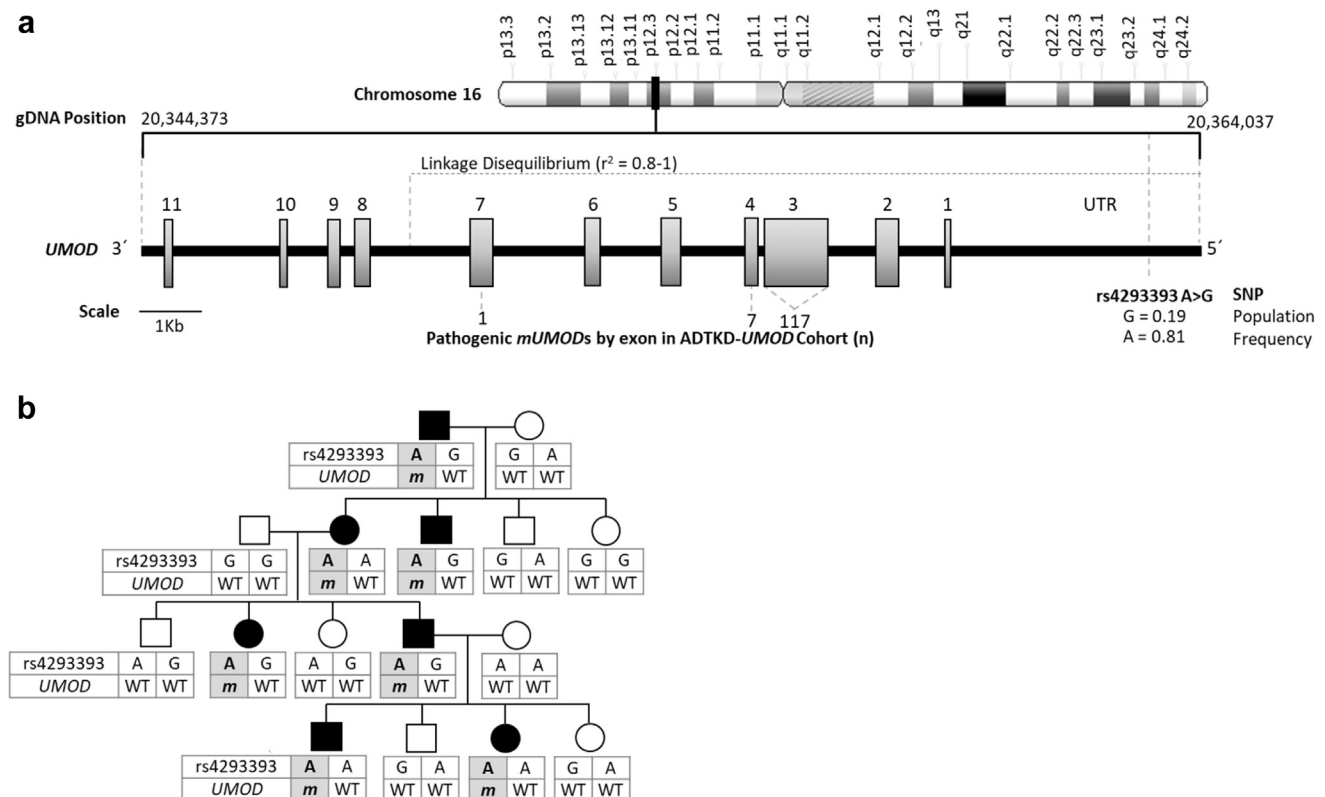 a
p13.3 p13.2 p13.13 p13.12 p13.11 p12.3 p12.2 p12.1 p11.2 p11.1 q11.1 q11.2 q12.1 q12.2 q13 q21 q22.1 q22.2 q22.3 q23.1 q23.2 q24.1 q24.2
Chromosome 16
gDNA Position 20,344,373 20,364,037
Linkage Disequilibrium (r² = 0.8-1)
11 10 9 8 7 6 5 4 3 2 1 UTR
UMOD 3´ 5´
rs4293393 A>G SNP
Scale
1Kb
1 7 117
G = 0.19 Population
Pathogenic mUMODs by exon in ADTKD-UMOD Cohort (n)
A = 0.81 Frequency
b
rs4293393 A G G A
UMOD m WT WT WT
rs4293393 G G A A A G G A G G
UMOD WT WT m WT m WT WT WT WT WT
rs4293393 A G A G A G A G A A
UMOD WT WT m WT WT WT m WT WT WT
rs4293393 A A G A A A G A
UMOD m WT WT WT m WT WT WT